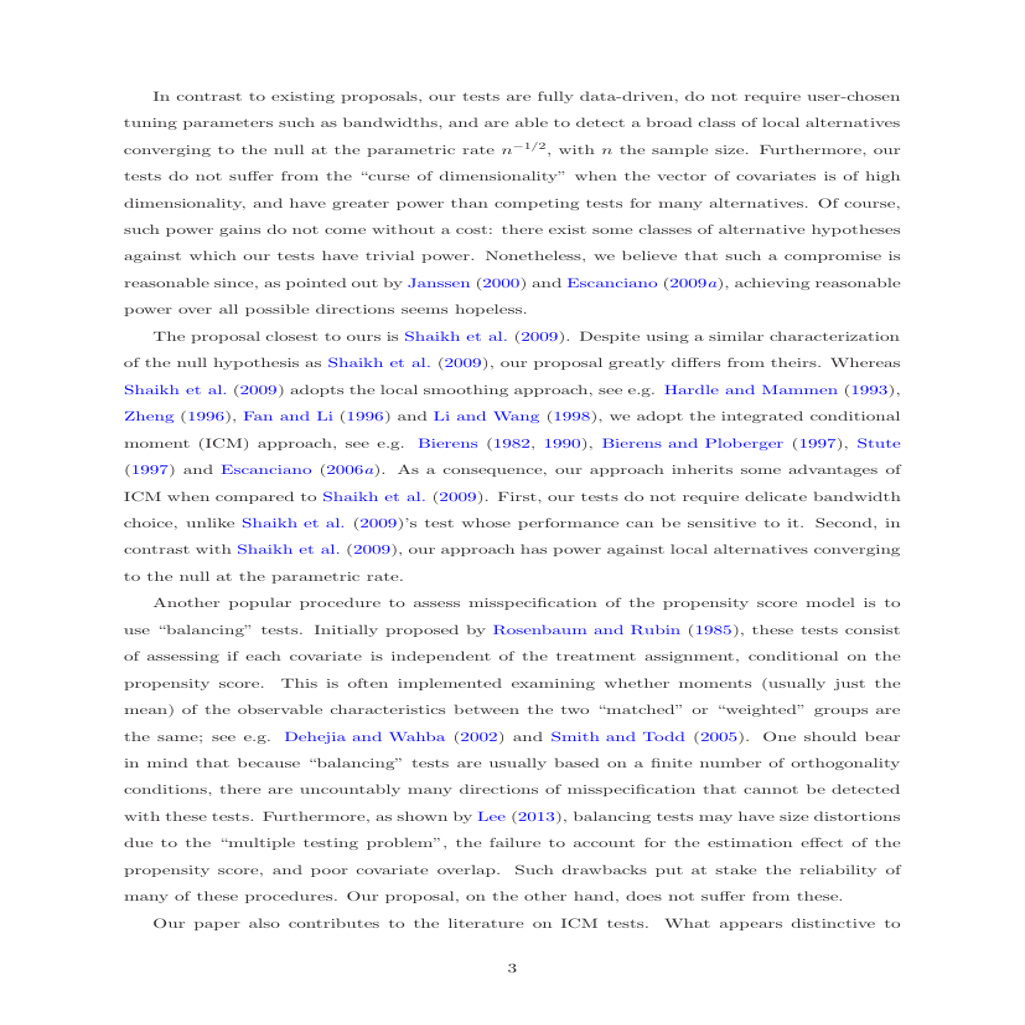 In contrast to existing proposals, our tests are fully data-driven, do not require user-chosen
tuning parameters such as bandwidths, and are able to detect a broad class of local alternatives
converging to the null at the parametric rate n^{−1/2}, with n the sample size. Furthermore, our
tests do not suffer from the “curse of dimensionality” when the vector of covariates is of high
dimensionality, and have greater power than competing tests for many alternatives. Of course,
such power gains do not come without a cost: there exist some classes of alternative hypotheses
against which our tests have trivial power. Nonetheless, we believe that such a compromise is
reasonable since, as pointed out by Janssen (2000) and Escanciano (2009a), achieving reasonable
power over all possible directions seems hopeless.
The proposal closest to ours is Shaikh et al. (2009). Despite using a similar characterization
of the null hypothesis as Shaikh et al. (2009), our proposal greatly differs from theirs. Whereas
Shaikh et al. (2009) adopts the local smoothing approach, see e.g. Hardle and Mammen (1993),
Zheng (1996), Fan and Li (1996) and Li and Wang (1998), we adopt the integrated conditional
moment (ICM) approach, see e.g. Bierens (1982, 1990), Bierens and Ploberger (1997), Stute
(1997) and Escanciano (2006a). As a consequence, our approach inherits some advantages of
ICM when compared to Shaikh et al. (2009). First, our tests do not require delicate bandwidth
choice, unlike Shaikh et al. (2009)’s test whose performance can be sensitive to it. Second, in
contrast with Shaikh et al. (2009), our approach has power against local alternatives converging
to the null at the parametric rate.
Another popular procedure to assess misspecification of the propensity score model is to
use “balancing” tests. Initially proposed by Rosenbaum and Rubin (1985), these tests consist
of assessing if each covariate is independent of the treatment assignment, conditional on the
propensity score. This is often implemented examining whether moments (usually just the
mean) of the observable characteristics between the two “matched” or “weighted” groups are
the same; see e.g. Dehejia and Wahba (2002) and Smith and Todd (2005). One should bear
in mind that because “balancing” tests are usually based on a finite number of orthogonality
conditions, there are uncountably many directions of misspecification that cannot be detected
with these tests. Furthermore, as shown by Lee (2013), balancing tests may have size distortions
due to the “multiple testing problem”, the failure to account for the estimation effect of the
propensity score, and poor covariate overlap. Such drawbacks put at stake the reliability of
many of these procedures. Our proposal, on the other hand, does not suffer from these.
Our paper also contributes to the literature on ICM tests. What appears distinctive to
3